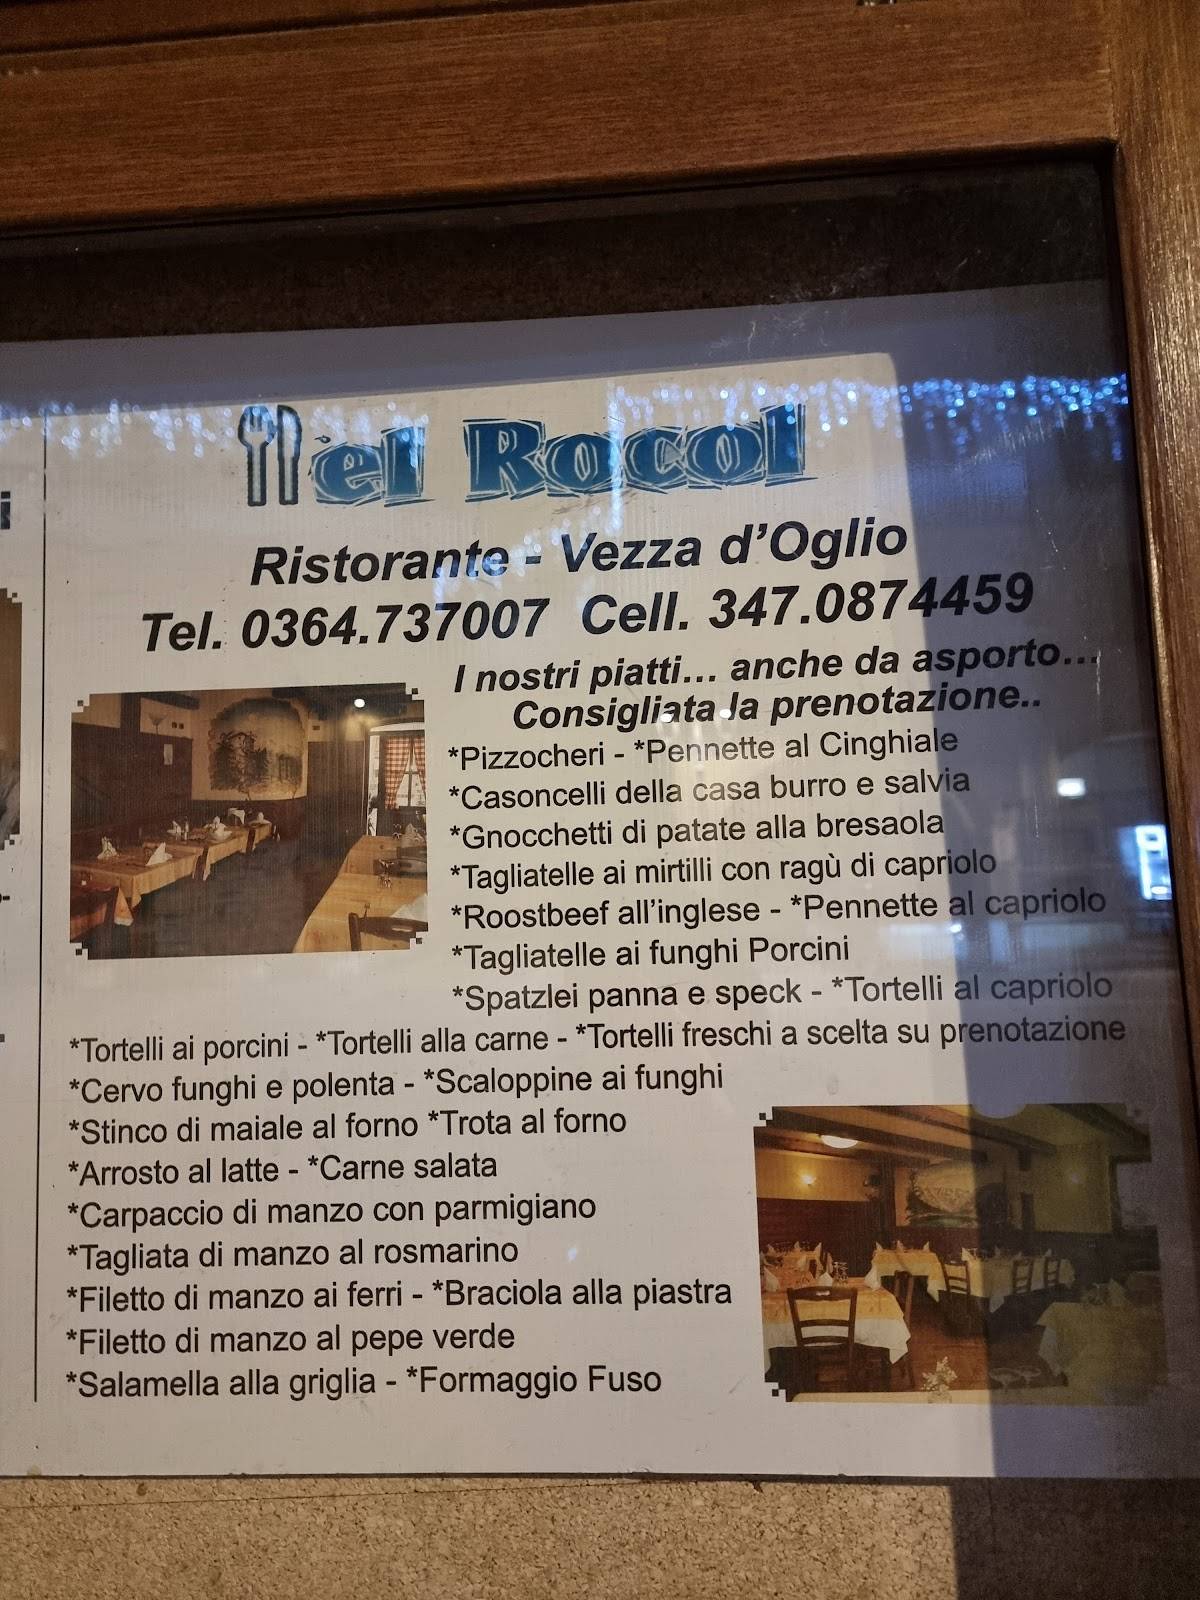 i
èl Rocol
Ristorante - Vezza d'Oglio
Tel. 0364.737007 Cell. 347.0874459
I nostri piatti... anche da asporto...
Consigliata la prenotazione..
*Pizzocheri - *Pennette al Cinghiale
*Casoncelli della casa burro e salvia
*Gnocchetti di patate alla bresaola
*Tagliatelle ai mirtilli con ragù di capriolo
*Roostbeef all'inglese - *Pennette al capriolo
*Tagliatelle ai funghi Porcini
*Spatzlei panna e speck - *Tortelli al capriolo
*Tortelli ai porcini - *Tortelli alla carne - *Tortelli freschi a scelta su prenotazione
*Cervo funghi e polenta - *Scaloppine ai funghi
*Stinco di maiale al forno *Trota al forno
*Arrosto al latte - *Carne salata
*Carpaccio di manzo con parmigiano
*Tagliata di manzo al rosmarino
*Filetto di manzo ai ferri - *Braciola alla piastra
*Filetto di manzo al pepe verde
*Salamella alla griglia - *Formaggio Fuso